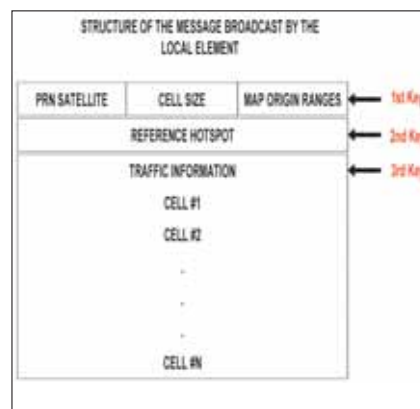 STRUCTURE OF THE MESSAGE BROADCAST BY THE
LOCAL ELEMENT
PRN SATELLITE CELL SIZE MAP ORIGIN RANGES 1st Key
REFERENCE HOTSPOT 2nd Key
TRAFFIC INFORMATION 3rd Key
CELL #1
CELL #2
.
.
.
CELL #N